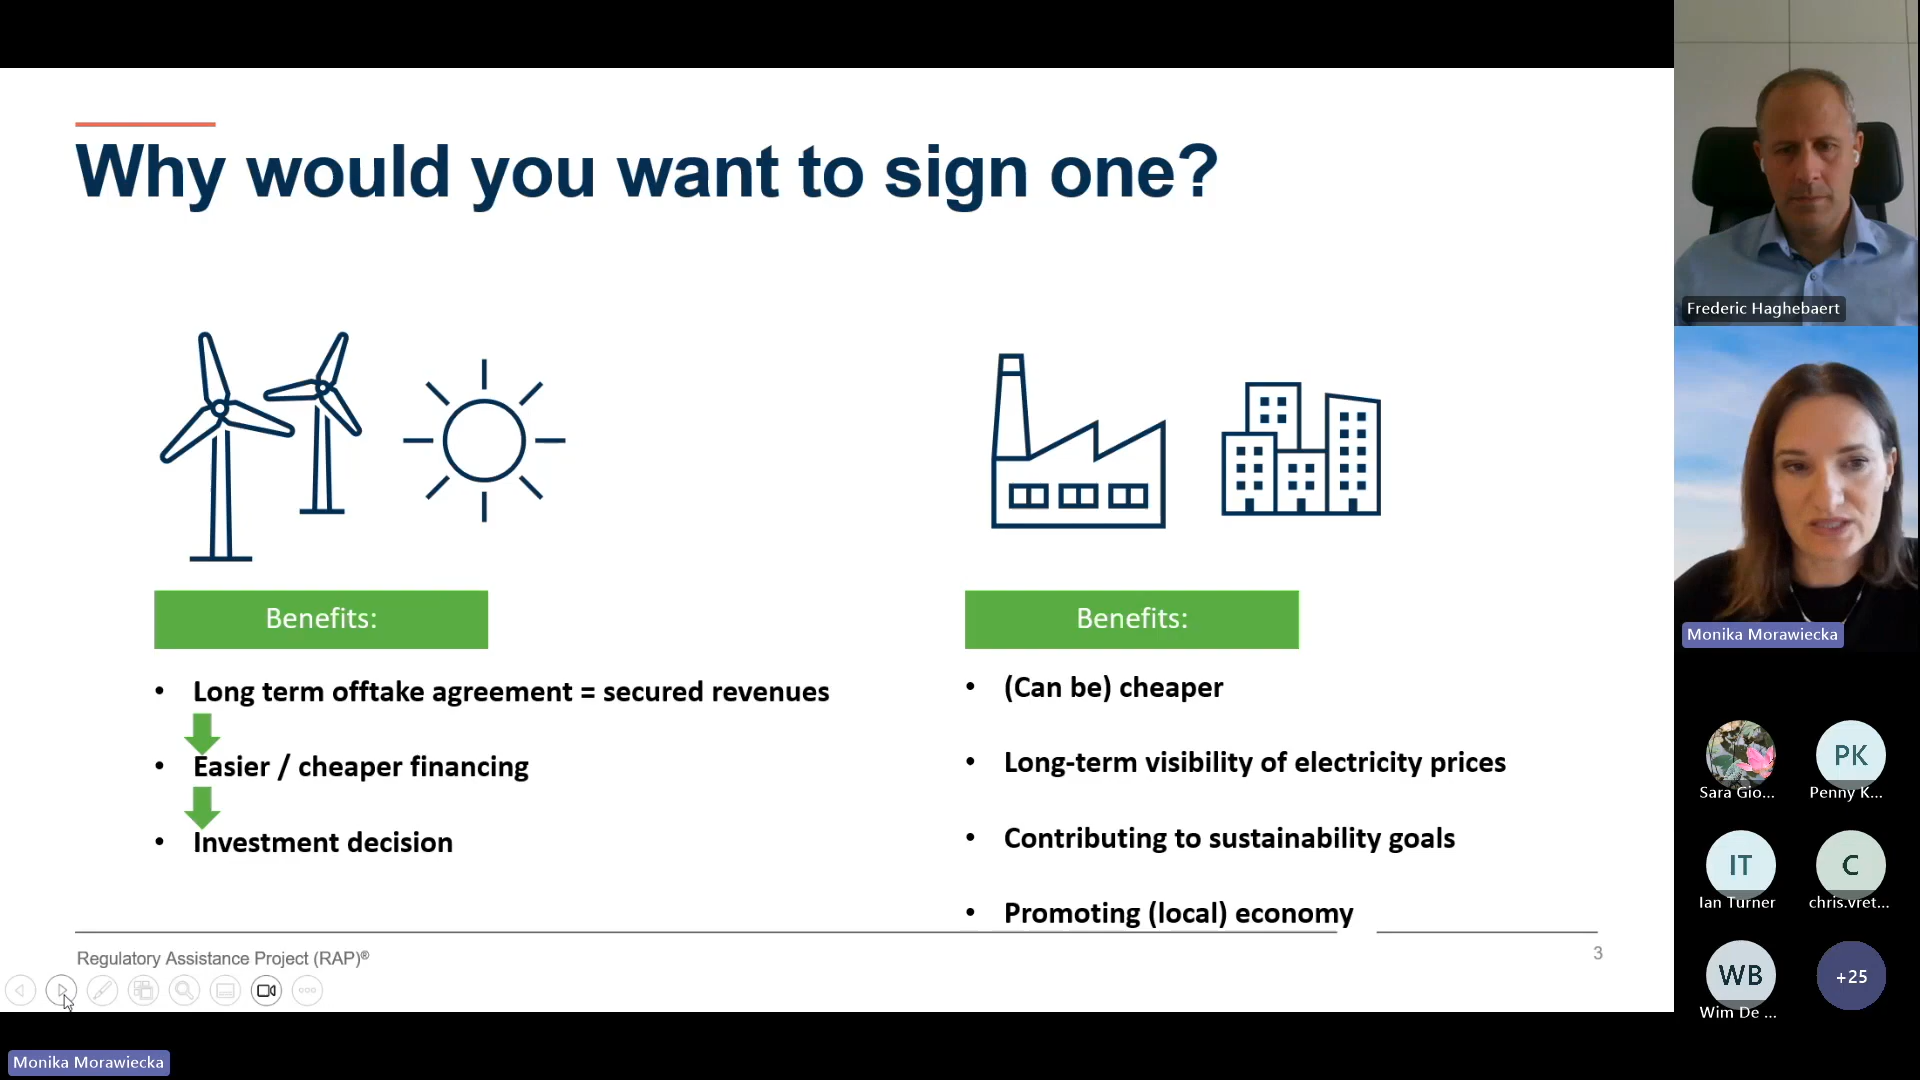 Why would you want to sign one?
Benefits:
• Long term offtake agreement = secured revenues
• Easier / cheaper financing
• Investment decision
Benefits:
• (Can be) cheaper
• Long-term visibility of electricity prices
• Contributing to sustainability goals
• Promoting (local) economy
Regulatory Assistance Project (RAP)®
3
Monika Morawiecka
Frederic Haghebaert
Monika Morawiecka
Sara Gio...
PK
Penny K...
IT
Ian Turner
C
chris.vret...
WB
Wim De ...
+25